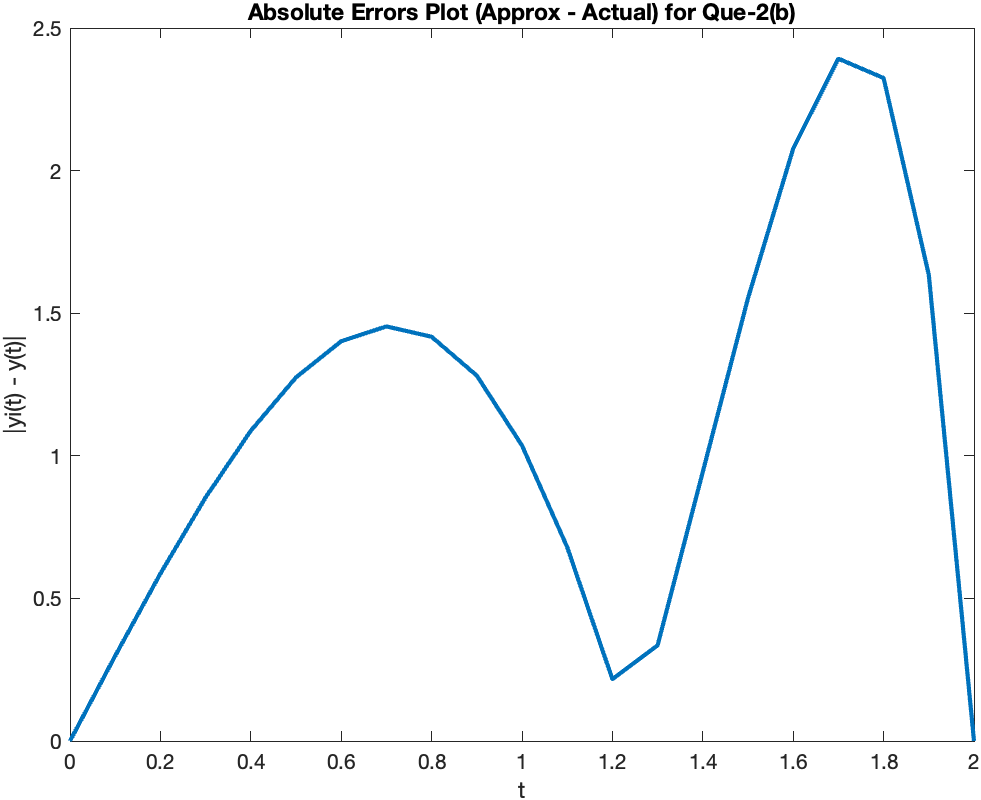 Absolute Errors Plot (Approx - Actual) for Que-2(b)
2.5
2
1.5
1
0.5
0
|yi(t) - y(t)|
0 0.2 0.4 0.6 0.8 1 1.2 1.4 1.6 1.8 2
t